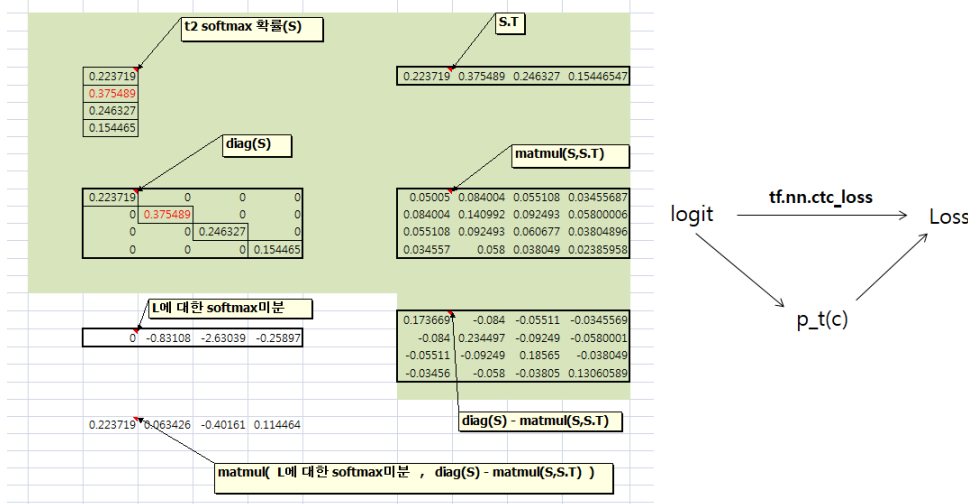 t2 softmax 확률(S)
S.T
0.223719
0.375489
0.246327
0.154465
0.223719 0.375489 0.246327 0.15446547
diag(S)
matmul(S,S.T)
0.223719 0 0 0
0 0.375489 0 0
0 0 0.246327 0
0 0 0 0.154465
0.05005 0.084004 0.055108 0.03455687
0.084004 0.140992 0.092493 0.05800006
0.055108 0.092493 0.060677 0.03804896
0.034557 0.058 0.038049 0.02385958
L에 대한 softmax미분
0 -0.83108 -2.63039 -0.25897
0.173669 -0.084 -0.05511 -0.0345569
-0.084 0.234497 -0.09249 -0.0580001
-0.05511 -0.09249 0.18565 -0.038049
-0.03456 -0.058 -0.03805 0.13060589
diag(S) - matmul(S,S.T)
0.223719 0.063426 -0.40161 0.114464
matmul( L에 대한 softmax미분 , diag(S) - matmul(S,S.T) )
tf.nn.ctc_loss
logit
Loss
p_t(c)